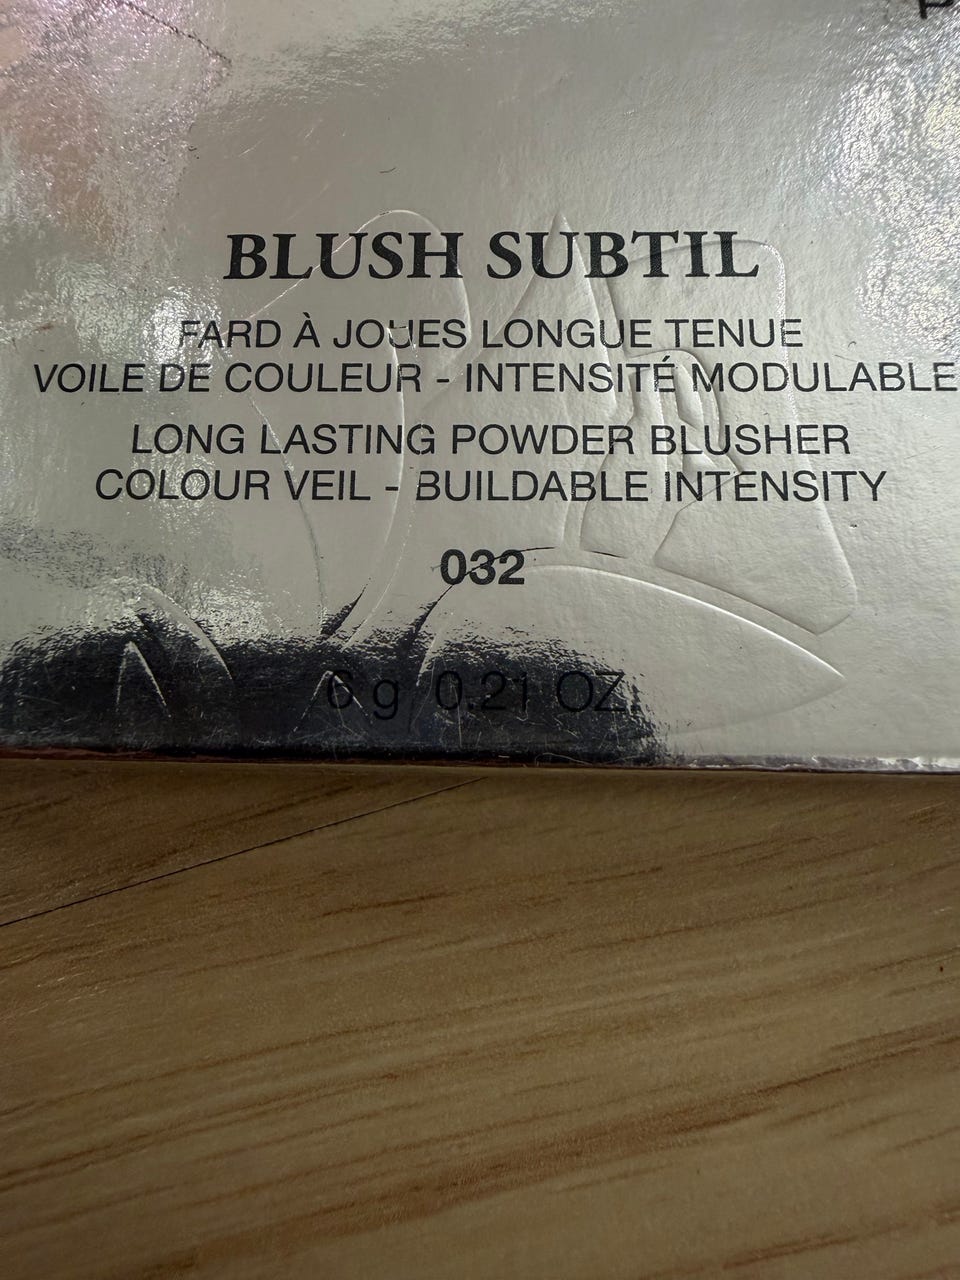 BLUSH SUBTIL
FARD À JOUES LONGUE TENUE
VOILE DE COULEUR - INTENSITÉ MODULABLE
LONG LASTING POWDER BLUSHER
COLOUR VEIL - BUILDABLE INTENSITY
032
6 g 0.21 OZ.